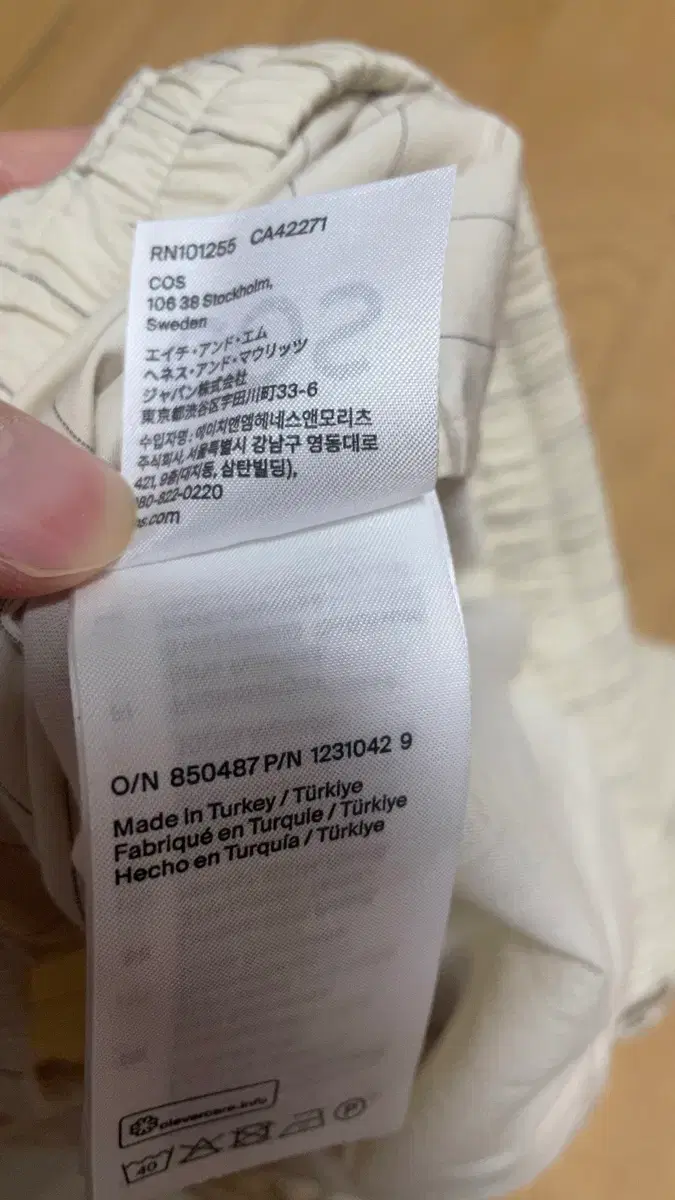 RN101255 CA42271
COS
106 38 Stockholm,
Sweden
エイチ・アンド・エム
ヘネス・アンド・マウリッツ
ジャパン株式会社
東京都渋谷区宇田川町33-6
수입자명: 에이치앤엠헤네스앤모리츠
주식회사, 서울특별시 강남구 영동대로
421, 9층(대치동, 삼탄빌딩),
080-822-0220
s.com
O/N 850487 P/N 1231042 9
Made in Turkey / Türkiye
Fabriqué en Turquie / Türkiye
Hecho en Turquía / Türkiye
clevercare.info
40 P